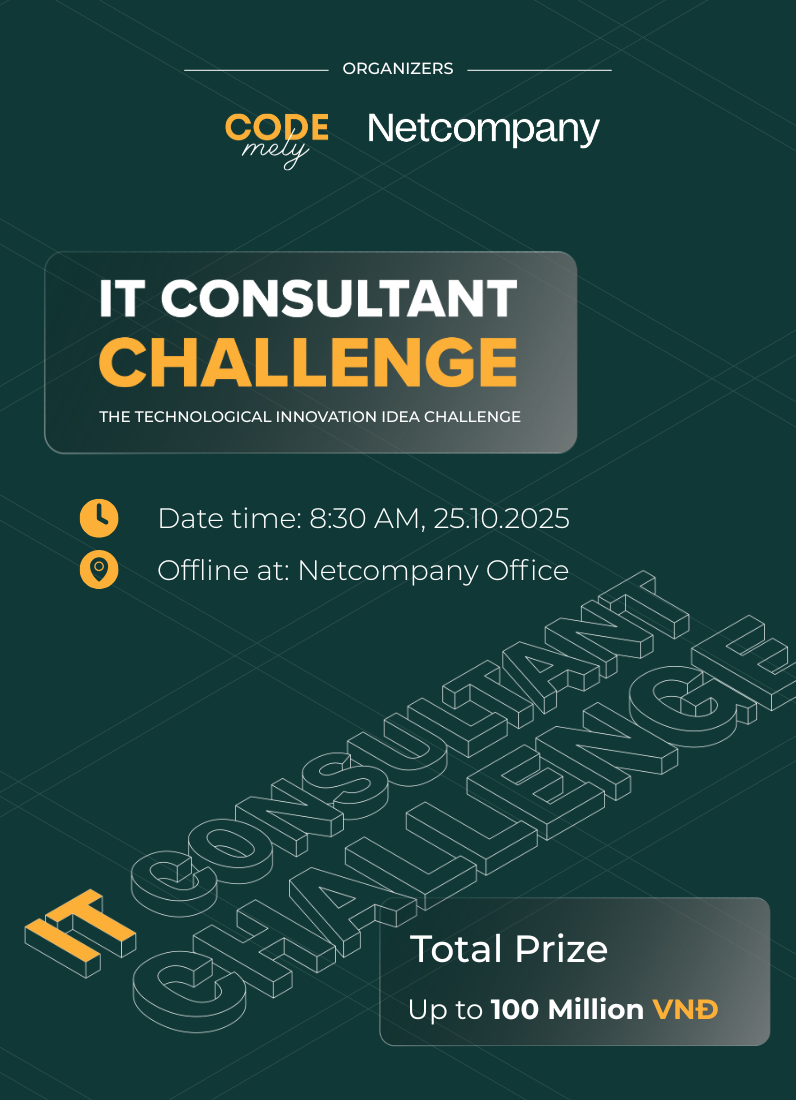 ORGANIZERS
CODE
mely
Netcompany
IT CONSULTANT
CHALLENGE
THE TECHNOLOGICAL INNOVATION IDEA CHALLENGE
Date time: 8:30 AM, 25.10.2025
Offline at: Netcompany Office
IT CONSULTANT
CHALLENGE
Total Prize
Up to 100 Million VNĐ